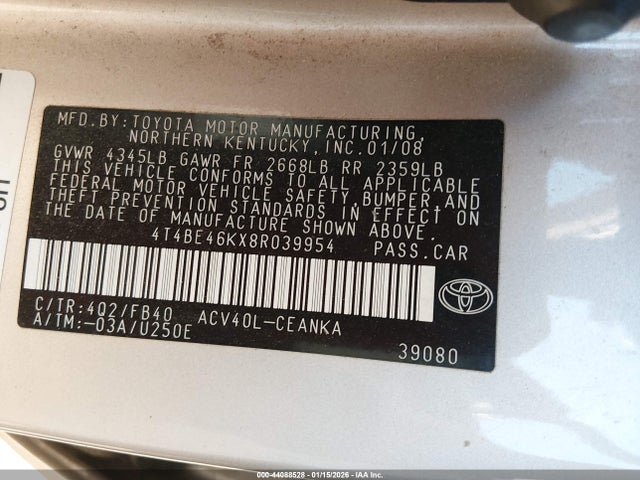 MFD.BY:TOYOTA MOTOR MANUFACTURING,
NORTHERN KENTUCKY,INC.01/08
GVWR 4345LB GAWR FR 2668LB RR 2359LB
THIS VEHICLE CONFORMS TO ALL APPLICABLE
FEDERAL MOTOR VEHICLE SAFETY,BUMPER,AND
THEFT PREVENTION STANDARDS IN EFFECT ON
THE DATE OF MANUFACTURE SHOWN ABOVE.
4T4BE46KX8R039954 PASS.CAR
C/TR:4Q2/FB40 ACV40L-CEANKA
A/TM:-03A/U250E
39080
000-44088528 - 01/15/2026 - IAA Inc.